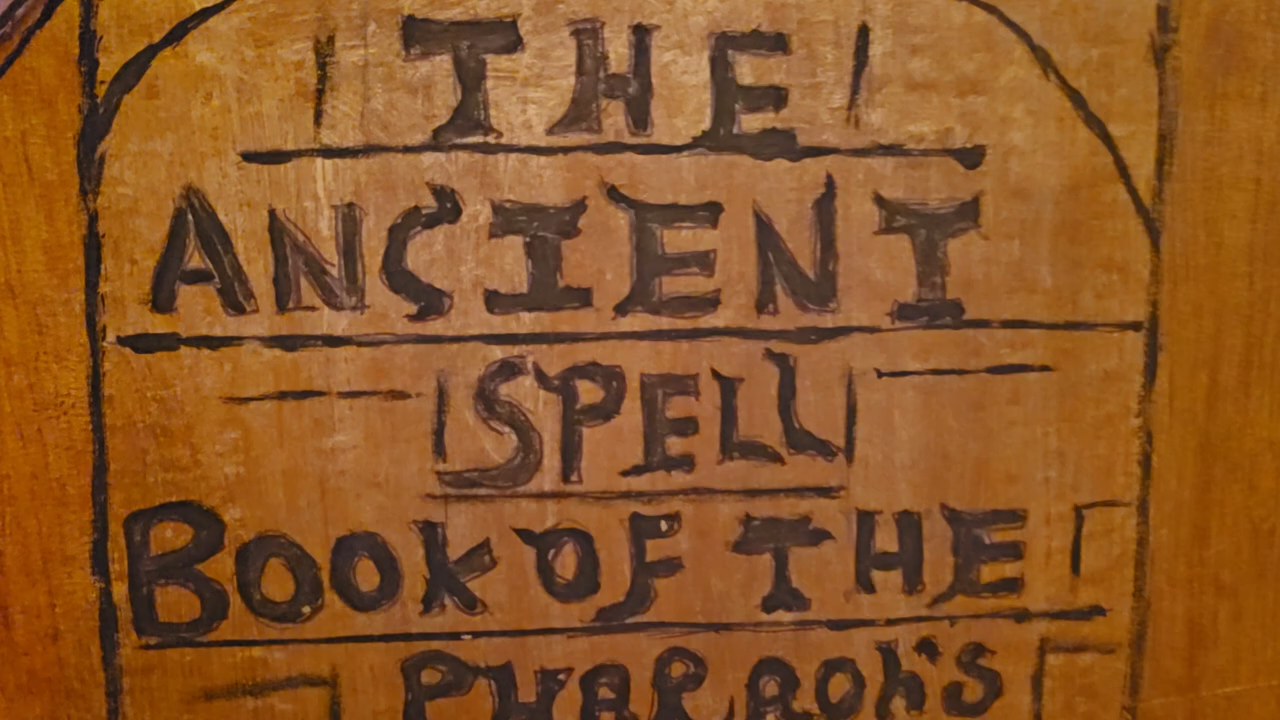 THE
ANCIENT
SPELL
BOOK OF THE
PHARAOH'S